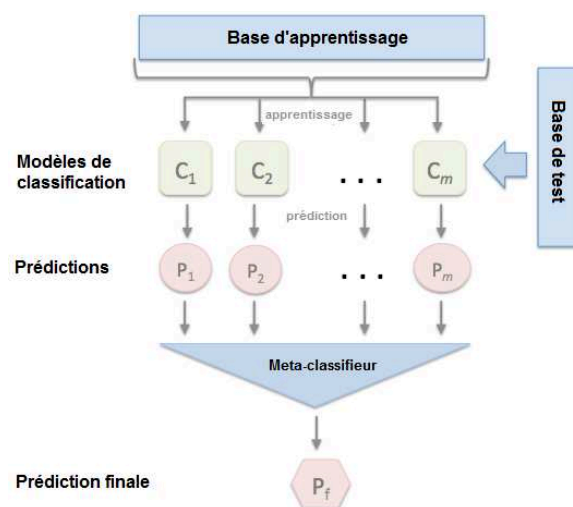 Base d'apprentissage
Base de test
apprentissage
Modèles de
classification
C1 C2 . . . Cm
prédiction
Prédictions
P1 P2 . . . Pm
Meta-classifieur
Prédiction finale
Pf